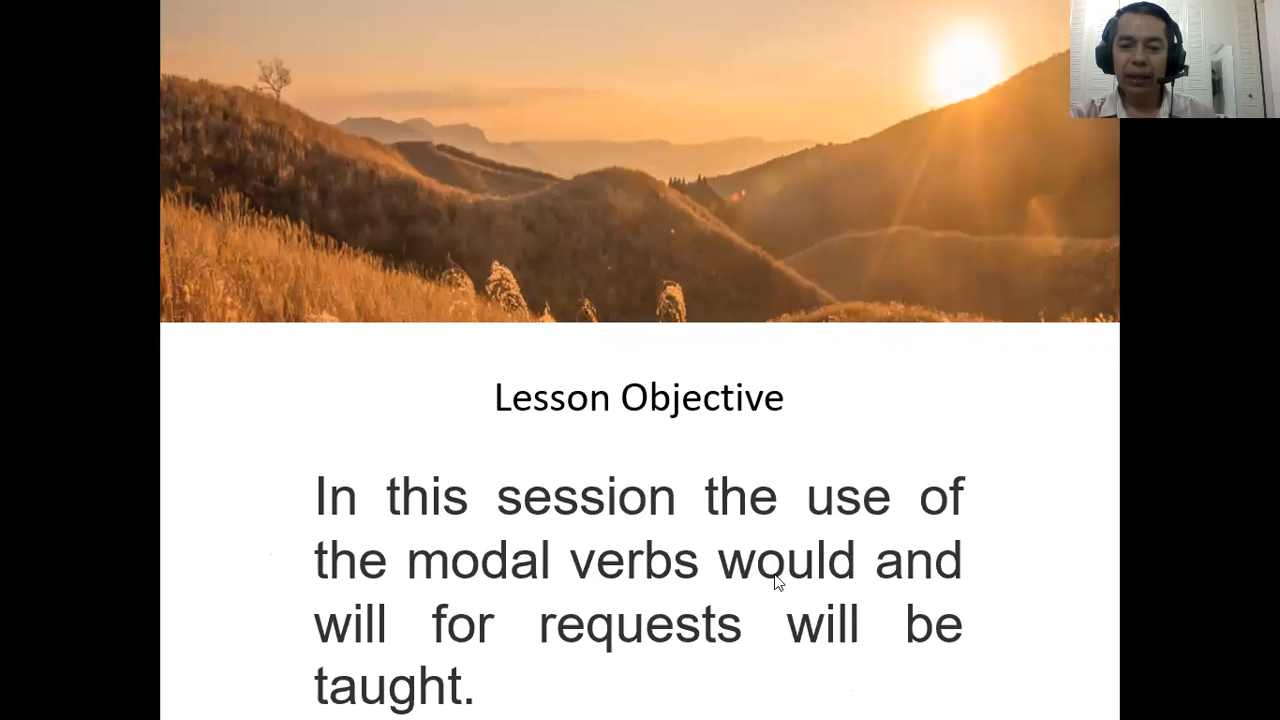 Lesson Objective
In this session the use of
the modal verbs would and
will for requests will be
taught.